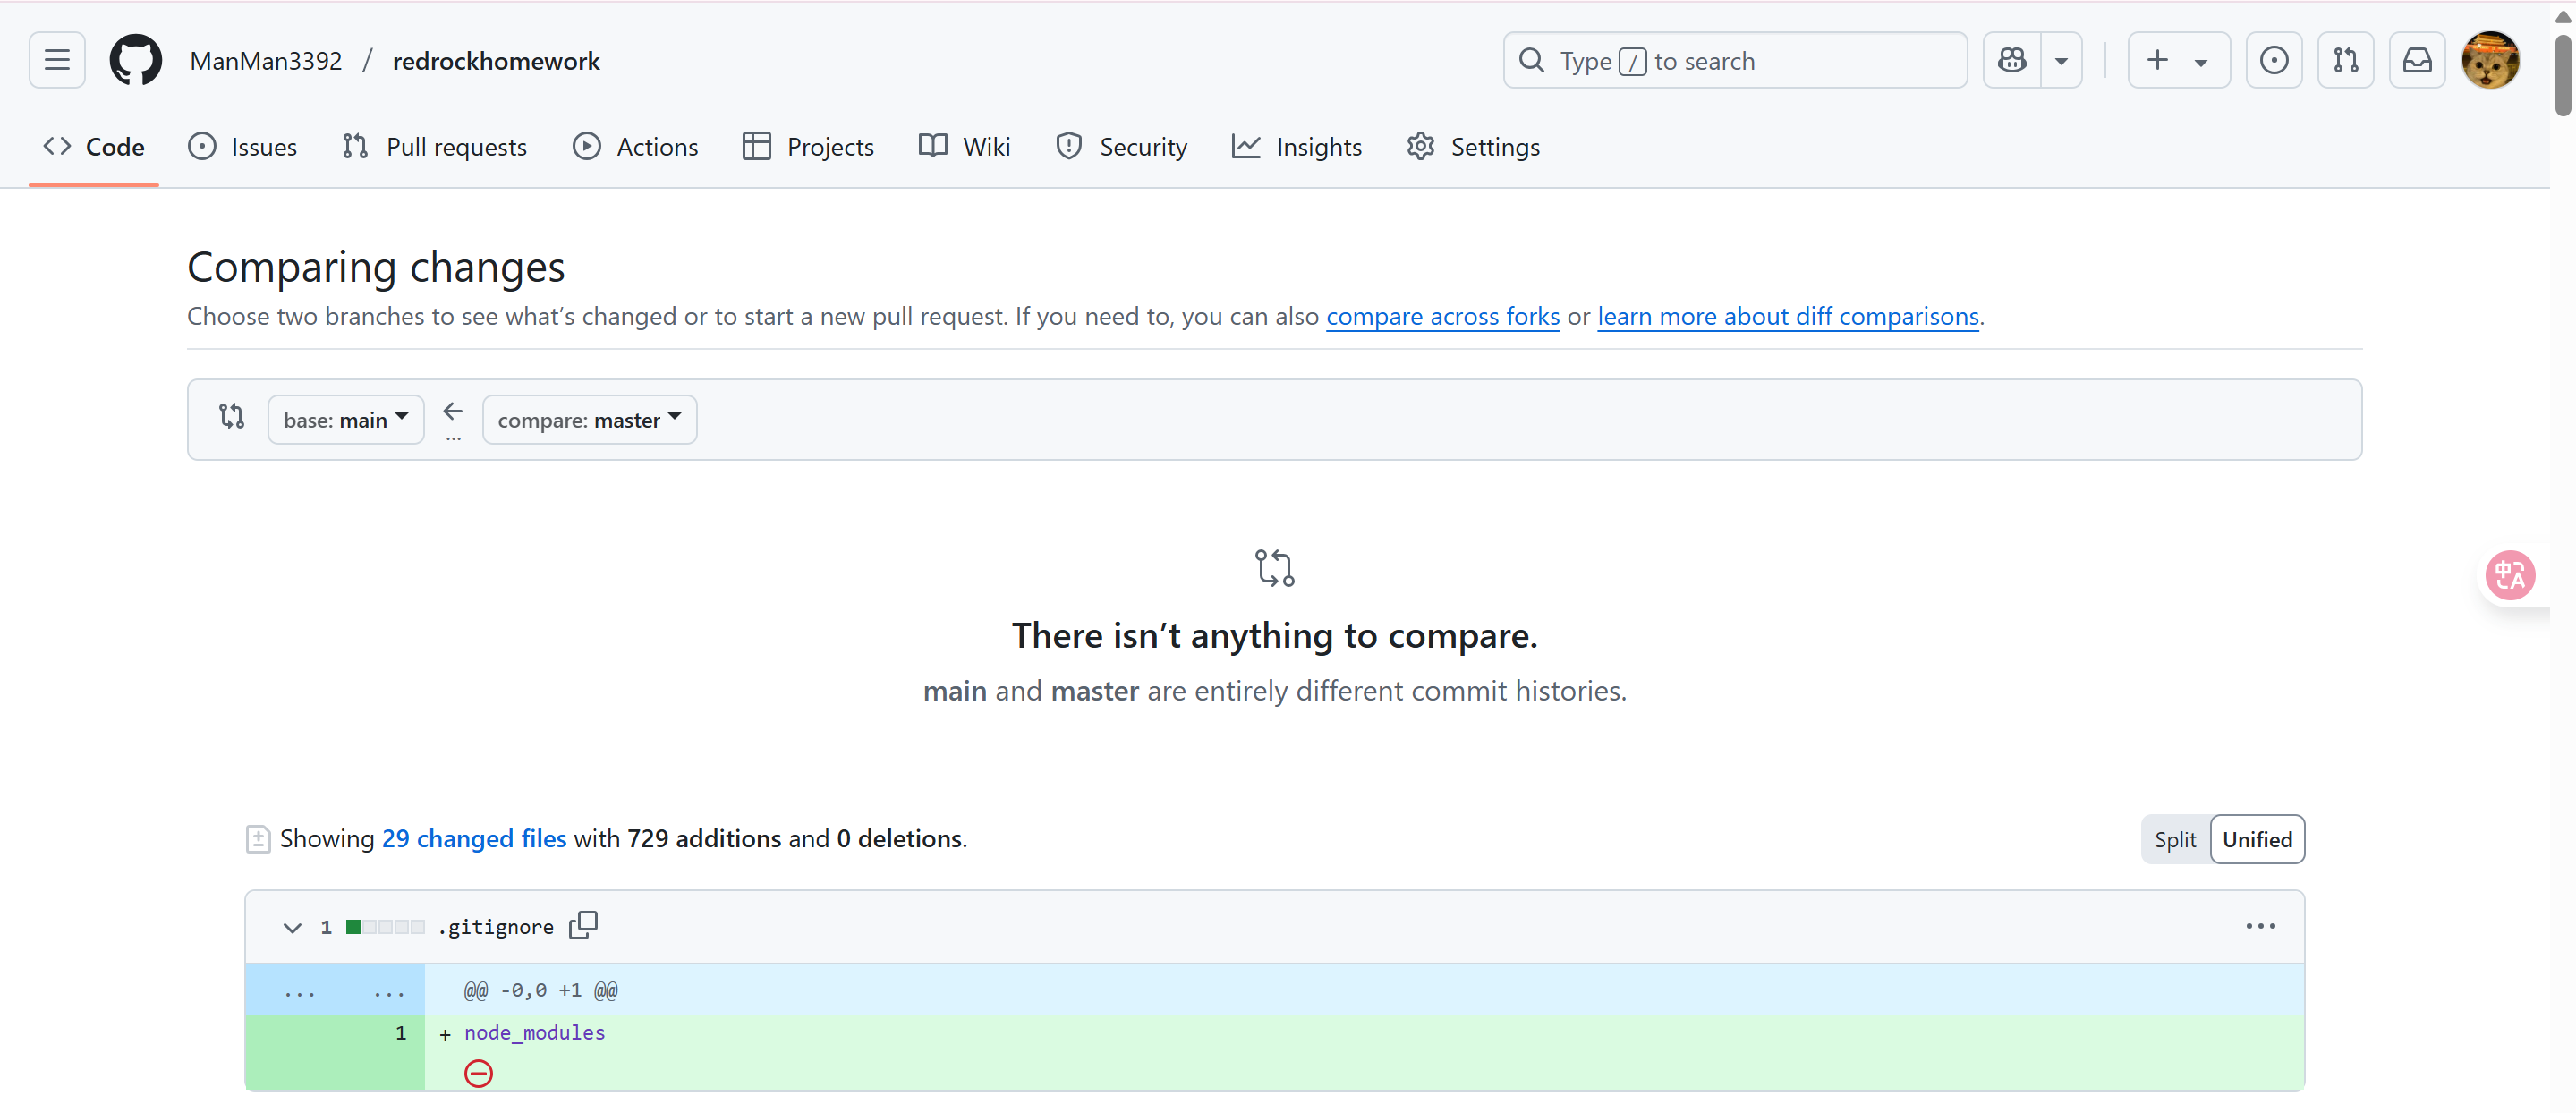 ManMan3392 / redrockhomework
Type / to search
Code Issues Pull requests Actions Projects Wiki Security Insights Settings
Comparing changes
Choose two branches to see what’s changed or to start a new pull request. If you need to, you can also compare across forks or learn more about diff comparisons.
base: main ... compare: master
There isn’t anything to compare.
main and master are entirely different commit histories.
Showing 29 changed files with 729 additions and 0 deletions.
Split Unified
1 .gitignore
... ... @@ -0,0 +1 @@
1 + node_modules
中A